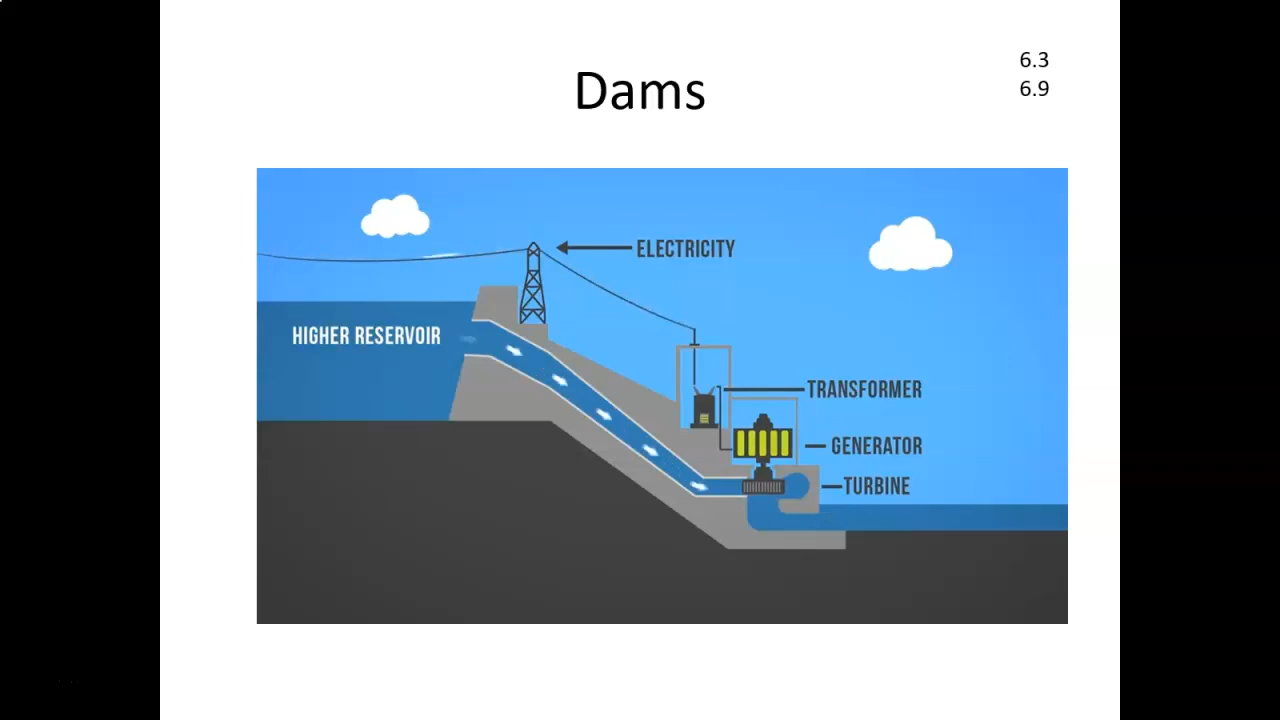 Dams
6.3
6.9
ELECTRICITY
HIGHER RESERVOIR
TRANSFORMER
GENERATOR
TURBINE